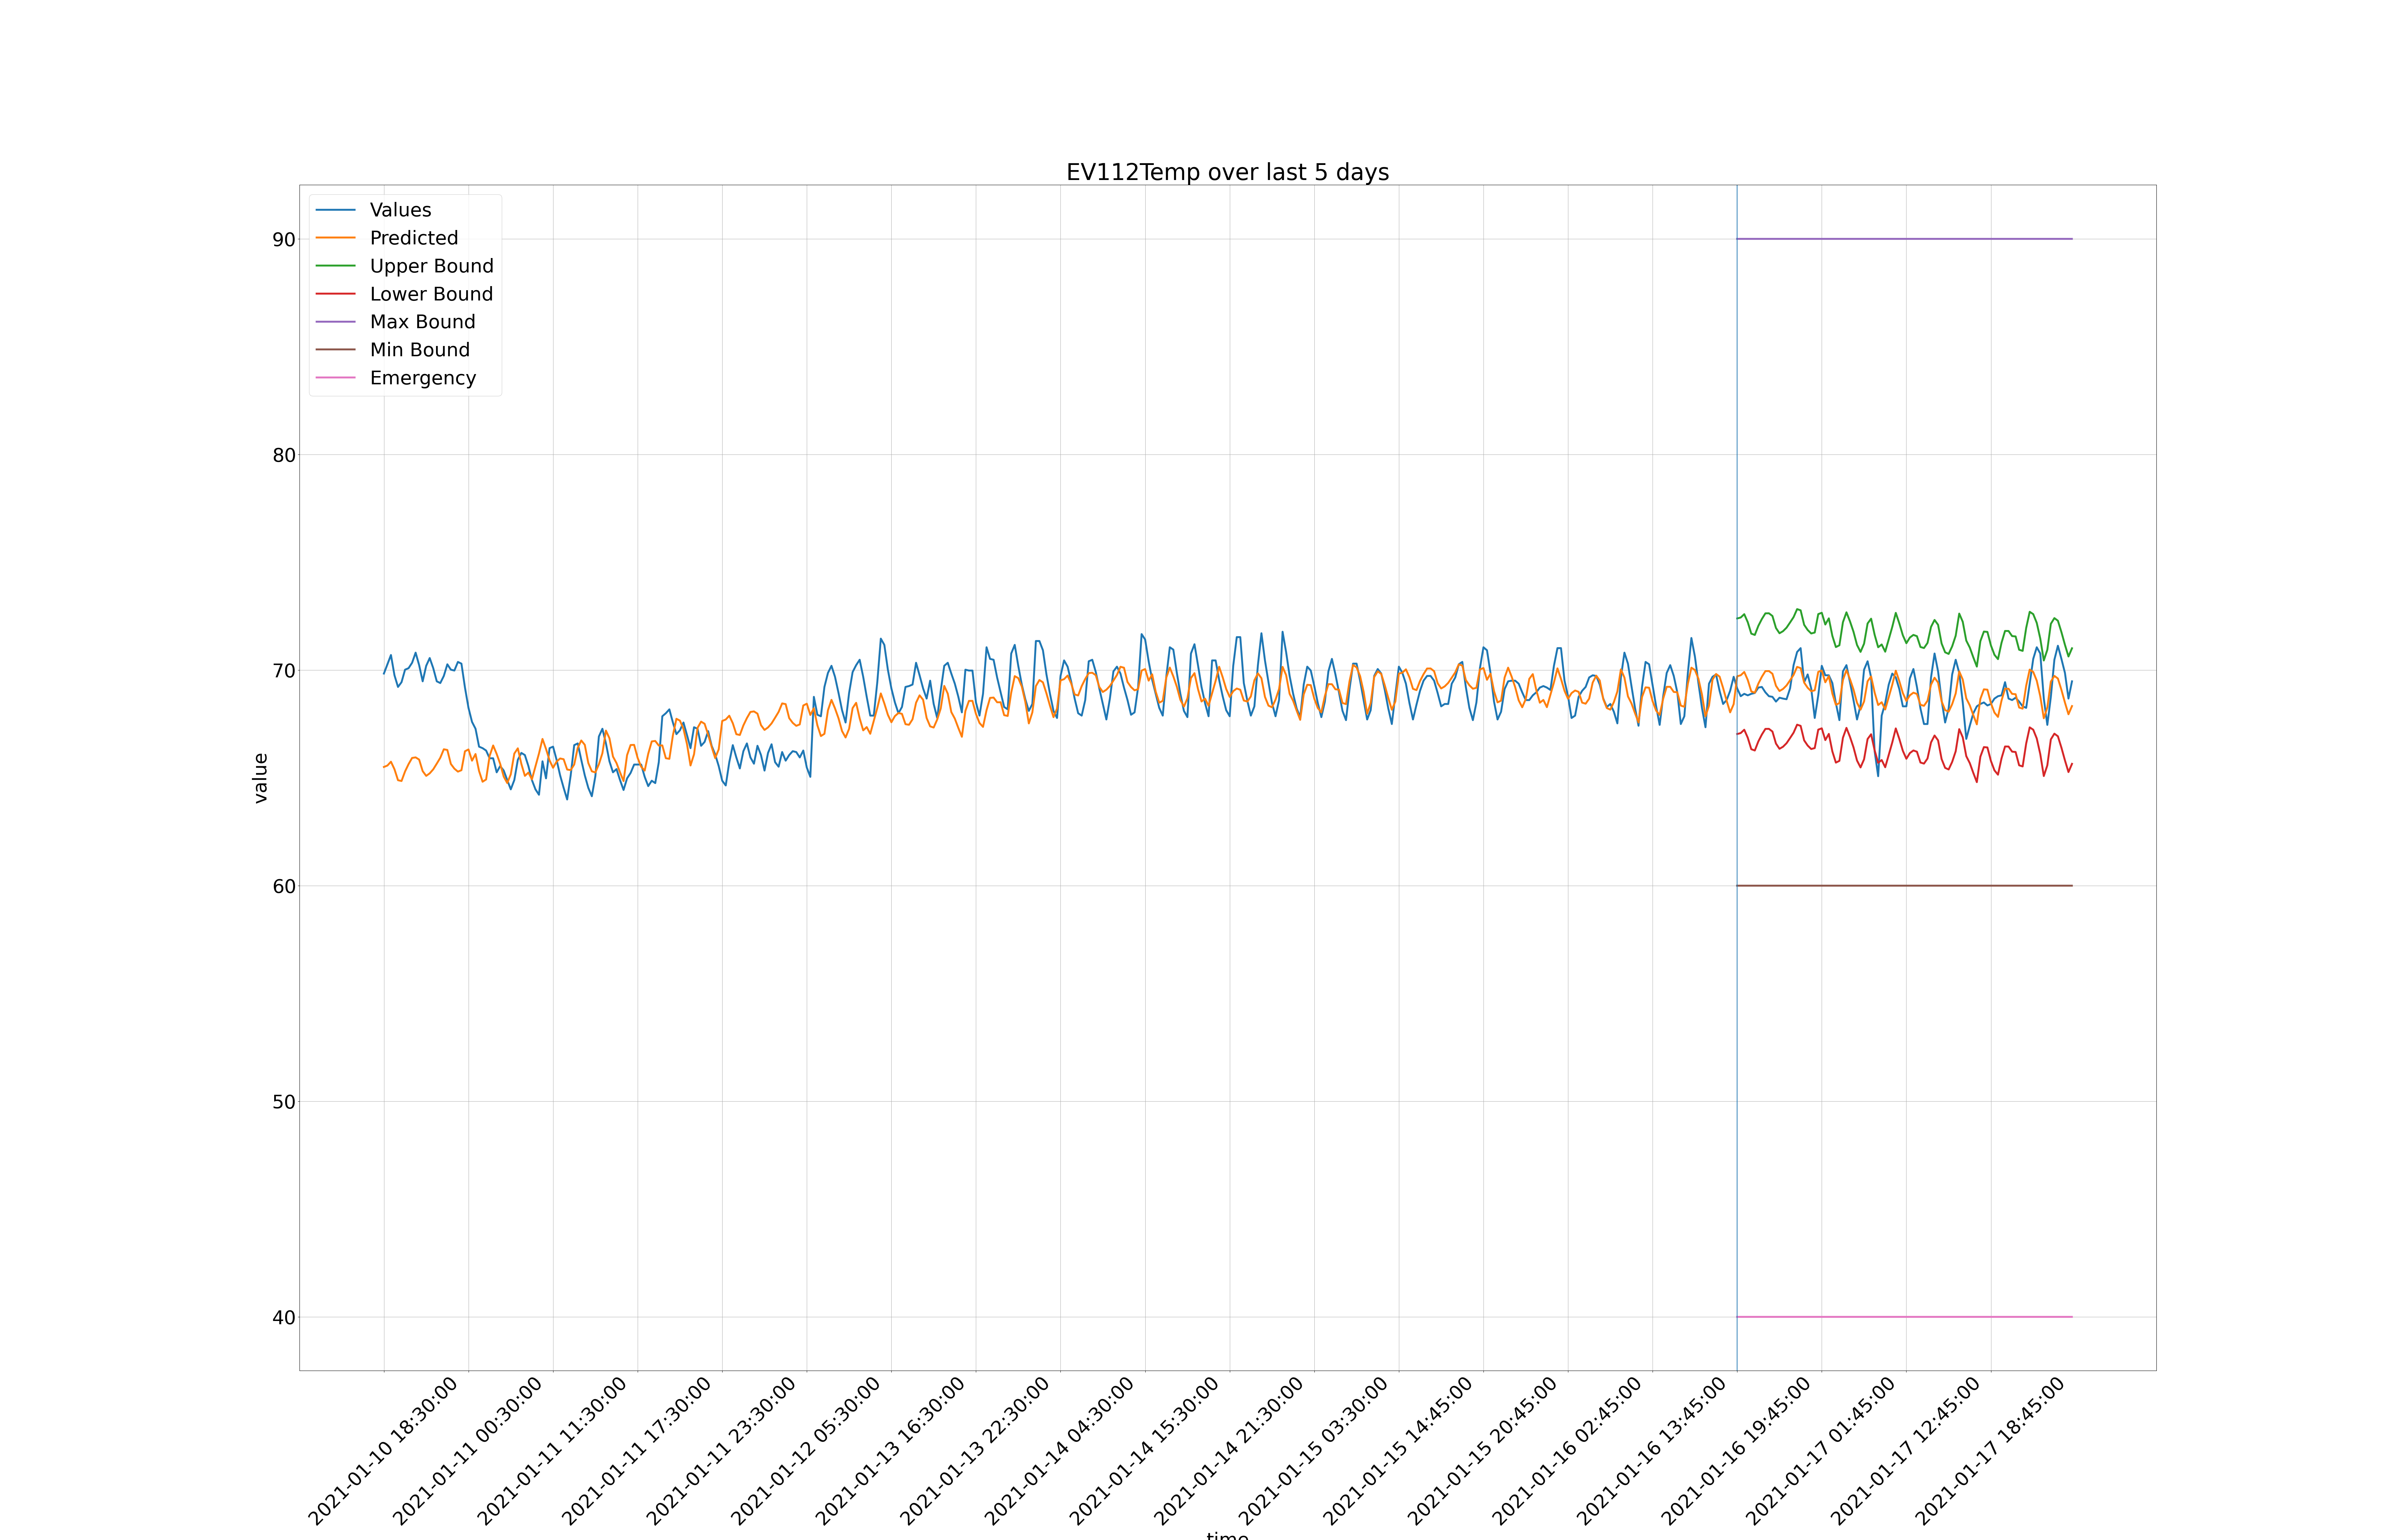 EV112Temp over last 5 days
Values
Predicted
Upper Bound
Lower Bound
Max Bound
Min Bound
Emergency
90
80
70
60
50
40
value
2021-01-10 18:30:00
2021-01-11 00:30:00
2021-01-11 11:30:00
2021-01-11 17:30:00
2021-01-11 23:30:00
2021-01-12 05:30:00
2021-01-13 16:30:00
2021-01-13 22:30:00
2021-01-14 04:30:00
2021-01-14 15:30:00
2021-01-14 21:30:00
2021-01-15 03:30:00
2021-01-15 14:45:00
2021-01-15 20:45:00
2021-01-16 02:45:00
2021-01-16 13:45:00
2021-01-16 19:45:00
2021-01-17 01:45:00
2021-01-17 12:45:00
2021-01-17 18:45:00
time